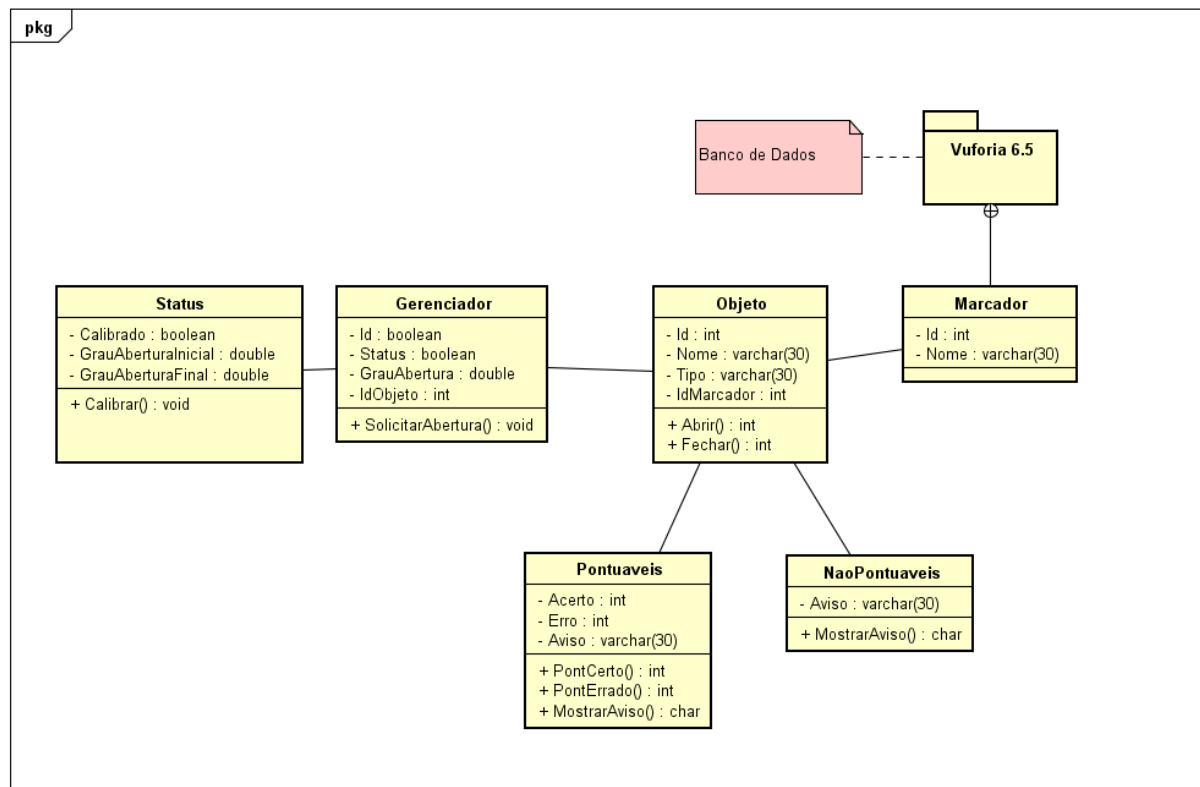 pkg
Banco de Dados
Vuforia 6.5
Status
- Calibrado : boolean
- GrauAberturaInicial : double
- GrauAberturaFinal : double
+ Calibrar() : void
Gerenciador
- Id : boolean
- Status : boolean
- GrauAbertura : double
- IdObjeto : int
+ SolicitarAbertura() : void
Objeto
- Id : int
- Nome : varchar(30)
- Tipo : varchar(30)
- IdMarcador : int
+ Abrir() : int
+ Fechar() : int
Marcador
- Id : int
- Nome : varchar(30)
Pontuaveis
- Acerto : int
- Erro : int
- Aviso : varchar(30)
+ PontCerto() : int
+ PontErrado() : int
+ MostrarAviso() : char
NaoPontuaveis
- Aviso : varchar(30)
+ MostrarAviso() : char